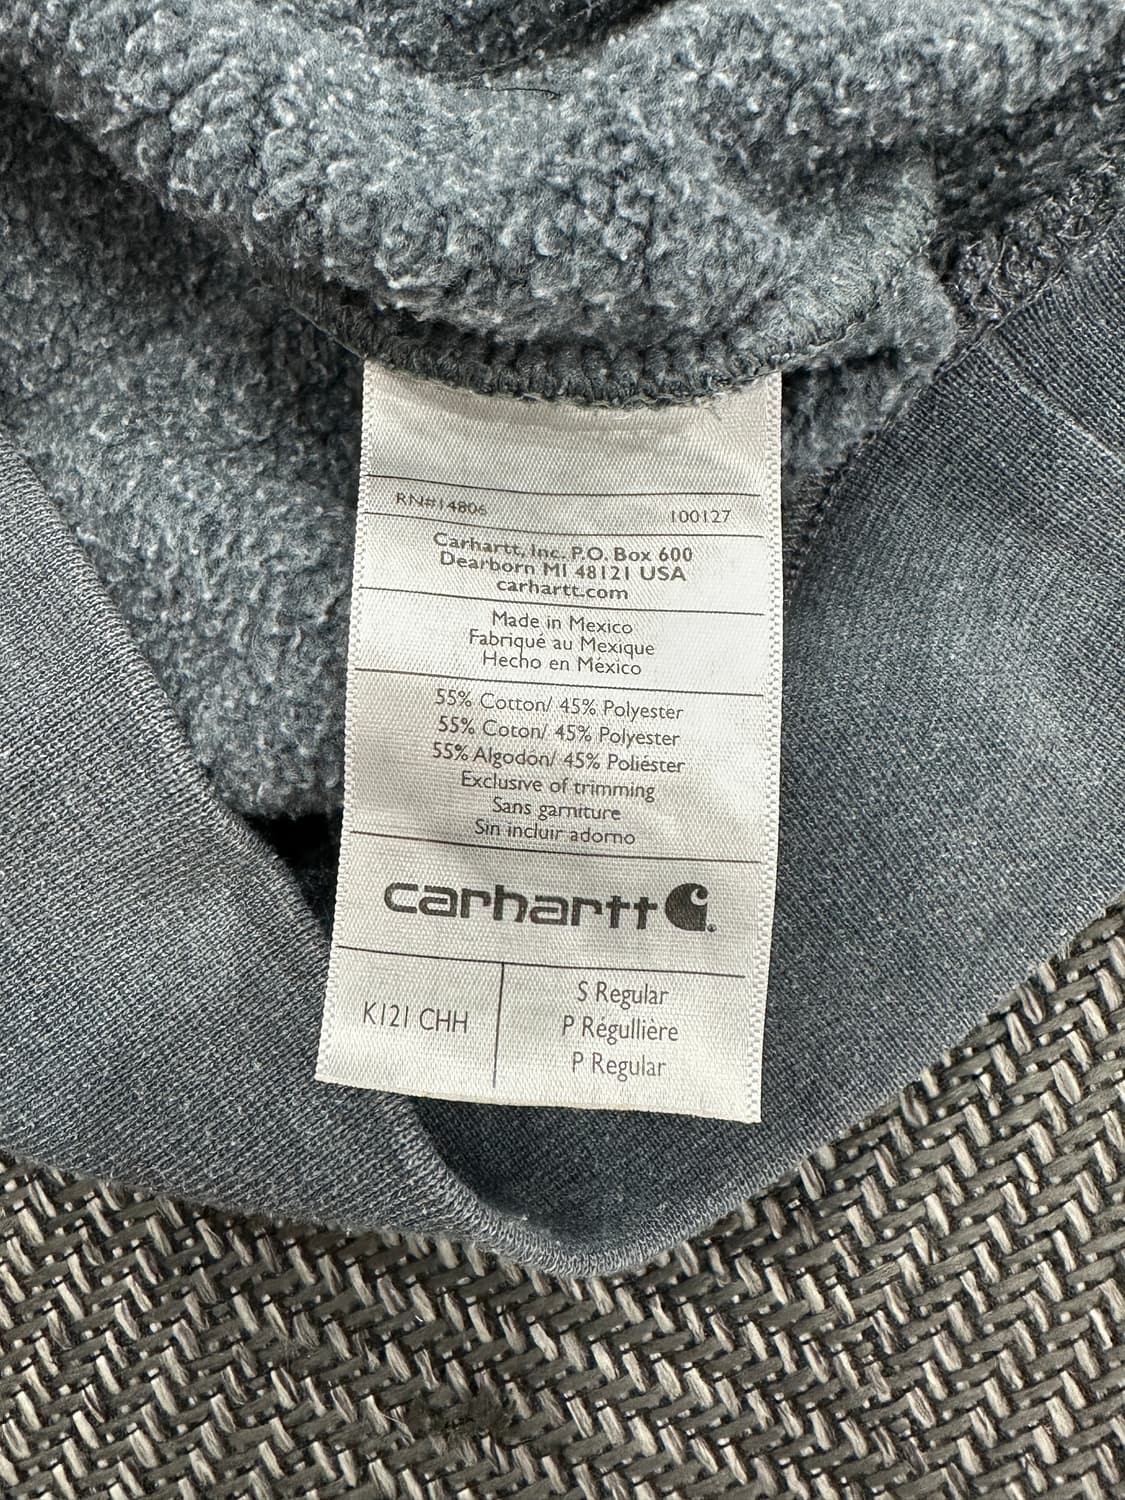 RN#14806 100127
Carhartt, Inc. P.O. Box 600
Dearborn MI 48121 USA
carhartt.com
Made in Mexico
Fabriqué au Mexique
Hecho en México
55% Cotton/ 45% Polyester
55% Coton/ 45% Polyester
55% Algodón/ 45% Poliéster
Exclusive of trimming
Sans garniture
Sin incluir adorno
carhartt
K121 CHH
S Regular
P Régullière
P Regular